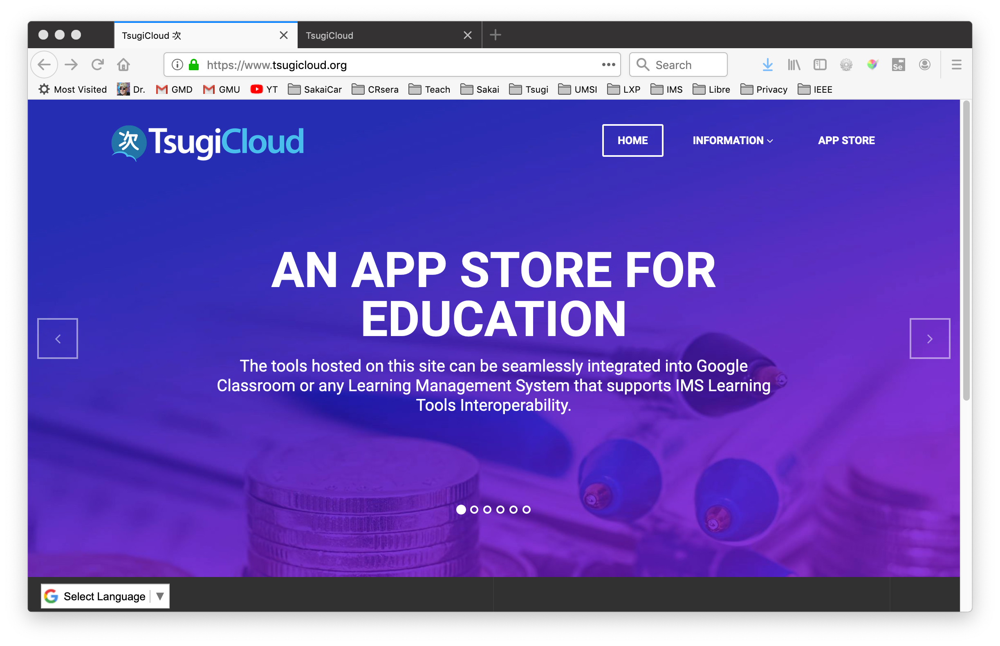 TsugiCloud 次
TsugiCloud
https://www.tsugicloud.org
Search
Se
Most Visited Dr. GMD GMU YT SakaiCar CRsera Teach Sakai Tsugi UMSI LXP IMS Libre Privacy IEEE
次 TsugiCloud
HOME INFORMATION APP STORE
AN APP STORE FOR
EDUCATION
The tools hosted on this site can be seamlessly integrated into Google
Classroom or any Learning Management System that supports IMS Learning
Tools Interoperability.
G Select Language ▼